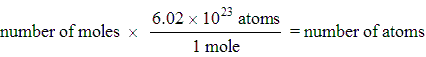 number of moles × 6.02 × 10²³ atoms / 1 mole = number of atoms